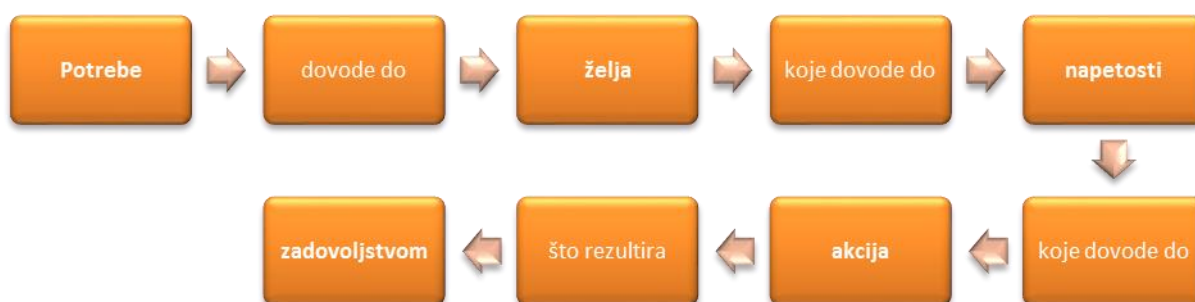 Potrebe
dovode do
želja
koje dovode do
napetosti
koje dovode do
akcija
što rezultira
zadovoljstvom